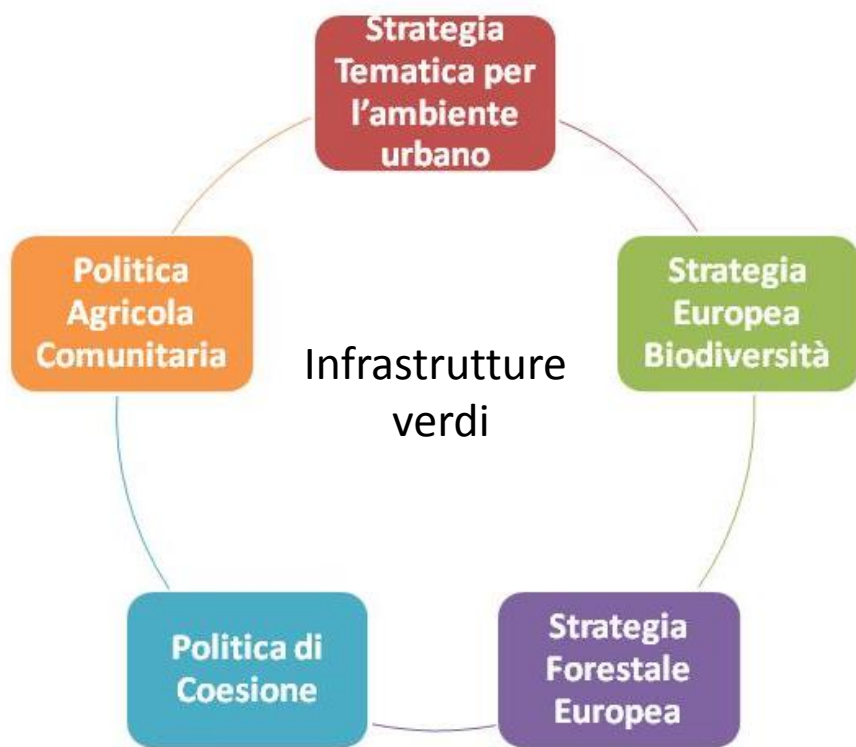 Strategia
Tematica per
l'ambiente
urbano
Strategia
Europea
Biodiversità
Strategia
Forestale
Europea
Politica di
Coesione
Politica
Agricola
Comunitaria
Infrastrutture
verdi